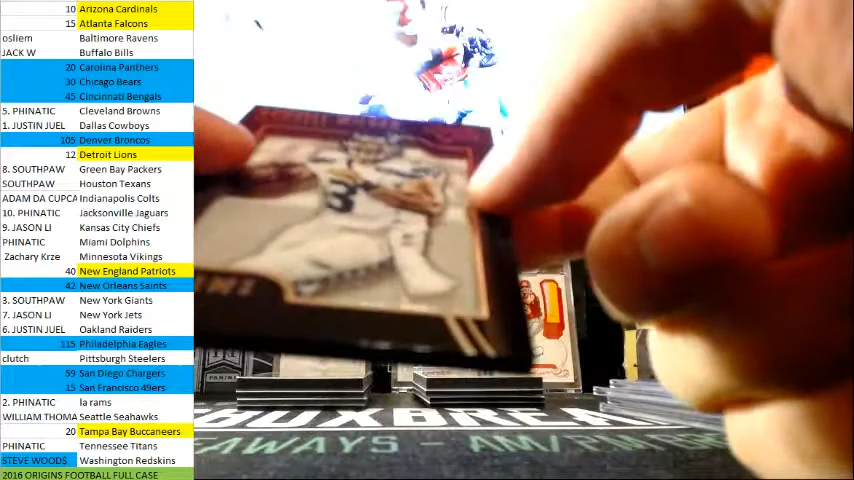 10 Arizona Cardinals
15 Atlanta Falcons
osliem Baltimore Ravens
JACK W Buffalo Bills
20 Carolina Panthers
30 Chicago Bears
45 Cincinnati Bengals
5. PHINATIC Cleveland Browns
1. JUSTIN JUEL Dallas Cowboys
105 Denver Broncos
12 Detroit Lions
8. SOUTHPAW Green Bay Packers
SOUTHPAW Houston Texans
ADAM DA CUPCA Indianapolis Colts
10. PHINATIC Jacksonville Jaguars
9. JASON LI Kansas City Chiefs
PHINATIC Miami Dolphins
Zachary Krze Minnesota Vikings
40 New England Patriots
42 New Orleans Saints
3. SOUTHPAW New York Giants
7. JASON LI New York Jets
6. JUSTIN JUEL Oakland Raiders
115 Philadelphia Eagles
clutch Pittsburgh Steelers
59 San Diego Chargers
15 San Francisco 49ers
2. PHINATIC la rams
WILLIAM THOMA Seattle Seahawks
20 Tampa Bay Buccaneers
PHINATIC Tennessee Titans
STEVE WOODS Washington Redskins
2016 ORIGINS FOOTBALL FULL CASE
3
PANINI
BOXBREA
AWAYS - AM/PM